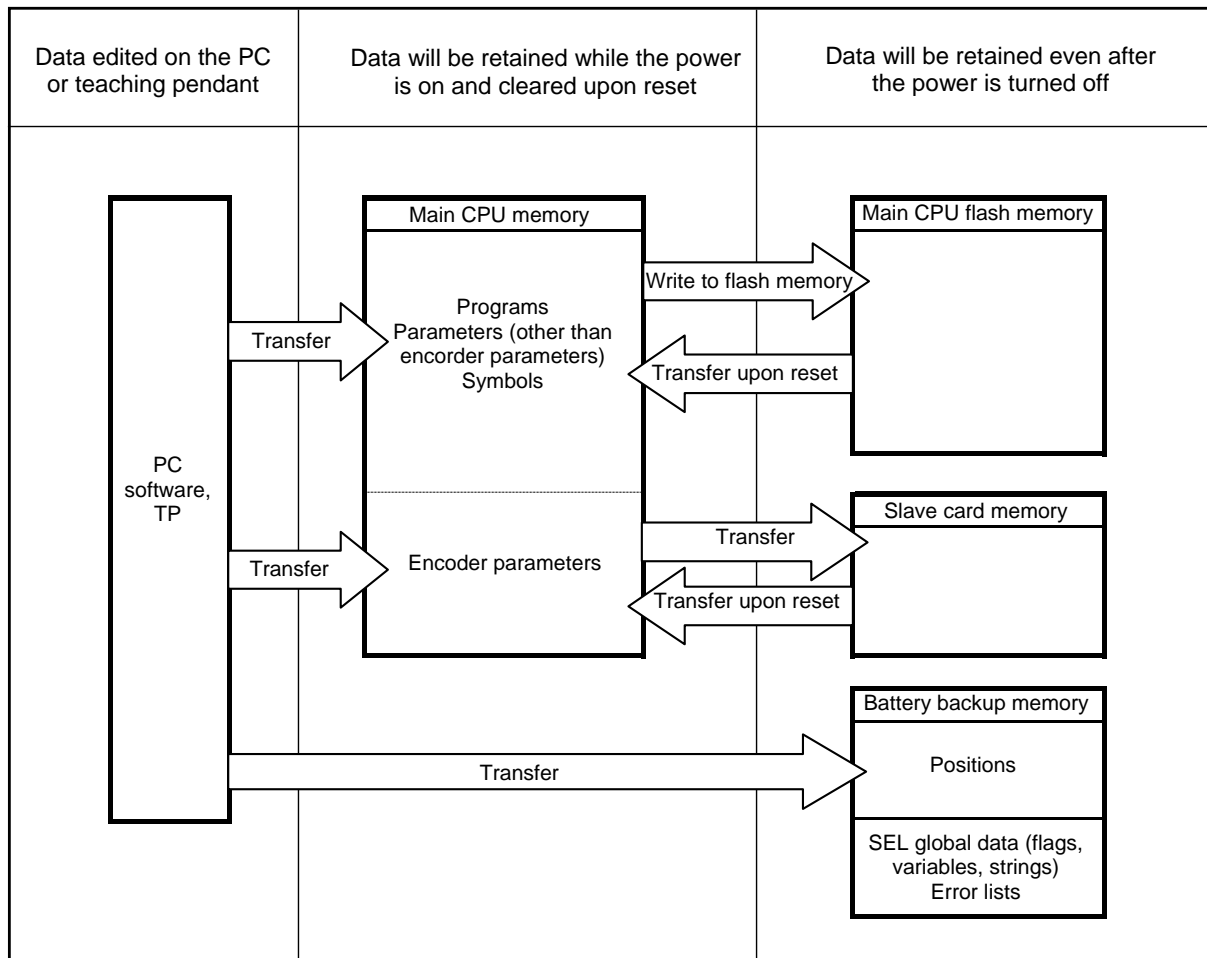 Data edited on the PC
or teaching pendant
Data will be retained while the power
is on and cleared upon reset
Data will be retained even after
the power is turned off
PC
software,
TP
Transfer
Transfer
Main CPU memory
Programs
Parameters (other than
encorder parameters)
Symbols
Encoder parameters
Write to flash memory
Transfer upon reset
Transfer
Transfer upon reset
Transfer
Main CPU flash memory
Slave card memory
Battery backup memory
Positions
SEL global data (flags,
variables, strings)
Error lists